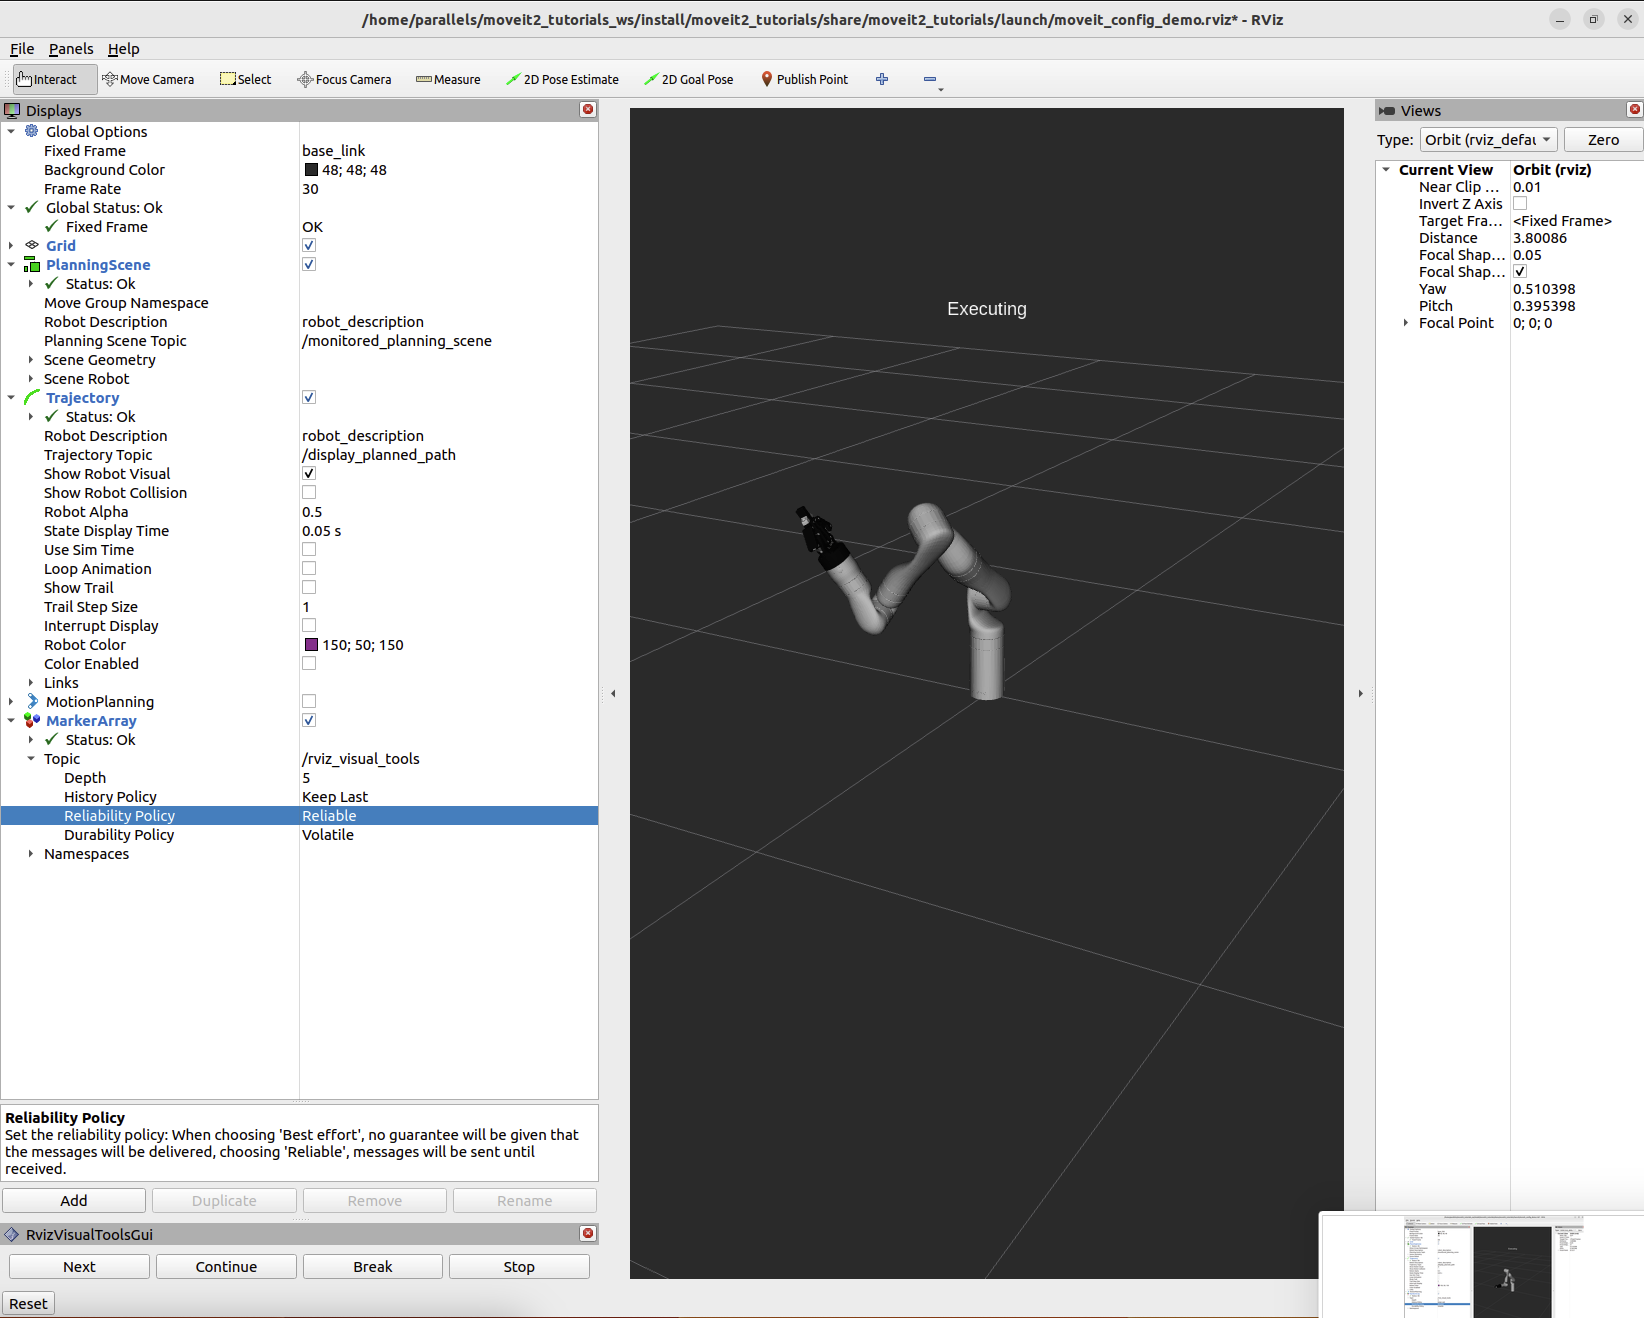 /home/parallels/moveit2_tutorials_ws/install/moveit2_tutorials/share/moveit2_tutorials/launch/moveit_config_demo.rviz* - RViz
File Panels Help
Interact Move Camera Select Focus Camera Measure 2D Pose Estimate 2D Goal Pose Publish Point
Displays
Global Options
Fixed Frame base_link
Background Color 48; 48; 48
Frame Rate 30
Global Status: Ok
Fixed Frame OK
Grid
PlanningScene
Status: Ok
Move Group Namespace
Robot Description robot_description
Planning Scene Topic /monitored_planning_scene
Scene Geometry
Scene Robot
Trajectory
Status: Ok
Robot Description robot_description
Trajectory Topic /display_planned_path
Show Robot Visual
Show Robot Collision
Robot Alpha 0.5
State Display Time 0.05 s
Use Sim Time
Loop Animation
Show Trail
Trail Step Size 1
Interrupt Display
Robot Color 150; 50; 150
Color Enabled
Links
MotionPlanning
MarkerArray
Status: Ok
Topic /rviz_visual_tools
Depth 5
History Policy Keep Last
Reliability Policy Reliable
Durability Policy Volatile
Namespaces
Reliability Policy
Set the reliability policy: When choosing 'Best effort', no guarantee will be given that
the messages will be delivered, choosing 'Reliable', messages will be sent until
received.
Add Duplicate Remove Rename
RvizVisualToolsGui
Next Continue Break Stop
Reset
Executing
Views
Type: Orbit (rviz_defau Zero
Current View Orbit (rviz)
Near Clip ... 0.01
Invert Z Axis
Target Fra... <Fixed Frame>
Distance 3.80086
Focal Shap... 0.05
Focal Shap...
Yaw 0.510398
Pitch 0.395398
Focal Point 0; 0; 0